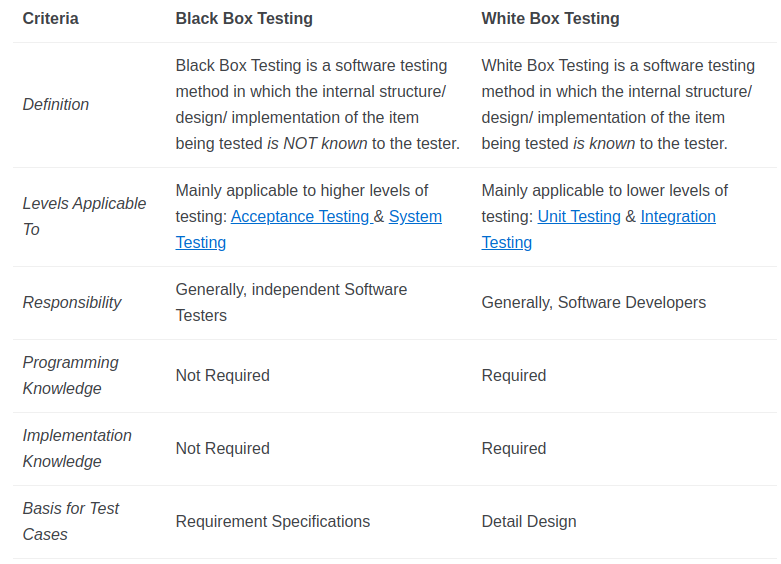 Criteria Black Box Testing White Box Testing
Definition
Black Box Testing is a software testing
method in which the internal structure/
design/ implementation of the item
being tested is NOT known to the tester.
White Box Testing is a software testing
method in which the internal structure/
design/ implementation of the item
being tested is known to the tester.
Levels Applicable
To
Mainly applicable to higher levels of
testing: Acceptance Testing & System
Testing
Mainly applicable to lower levels of
testing: Unit Testing & Integration
Testing
Responsibility
Generally, independent Software
Testers
Generally, Software Developers
Programming
Knowledge
Not Required
Required
Implementation
Knowledge
Not Required
Required
Basis for Test
Cases
Requirement Specifications
Detail Design